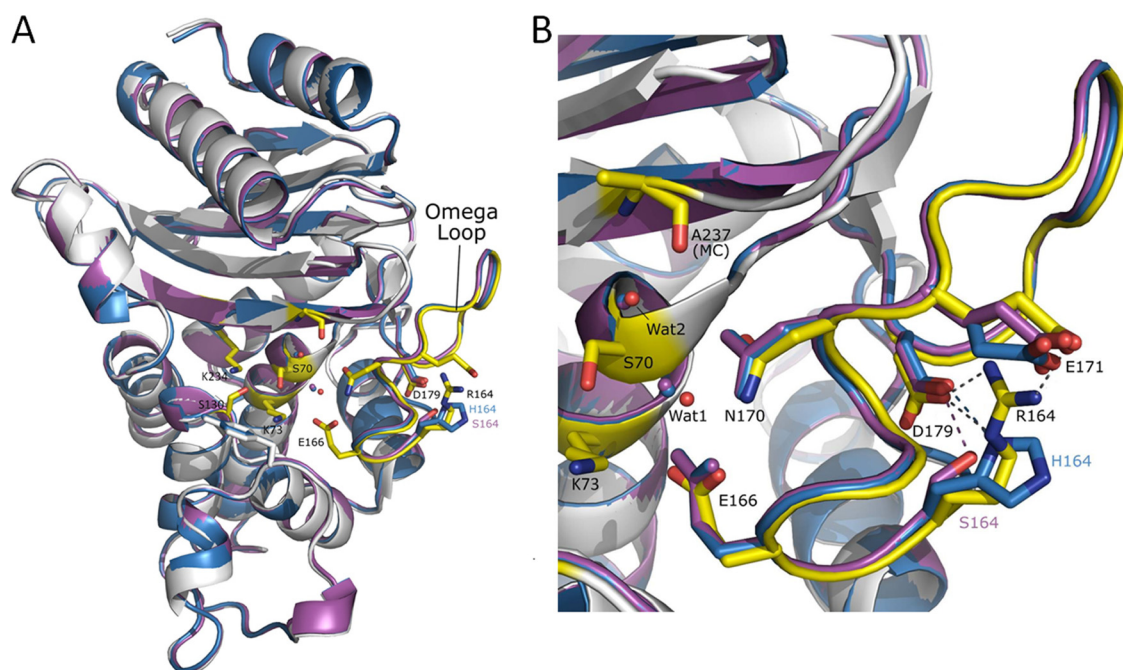 A
B
Omega
Loop
K234
S70
S130
K73
E166
D179
R164
H164
S164
A237
(MC)
Wat2
S70
Wat1
N170
E171
R164
D179
H164
K73
E166
S164